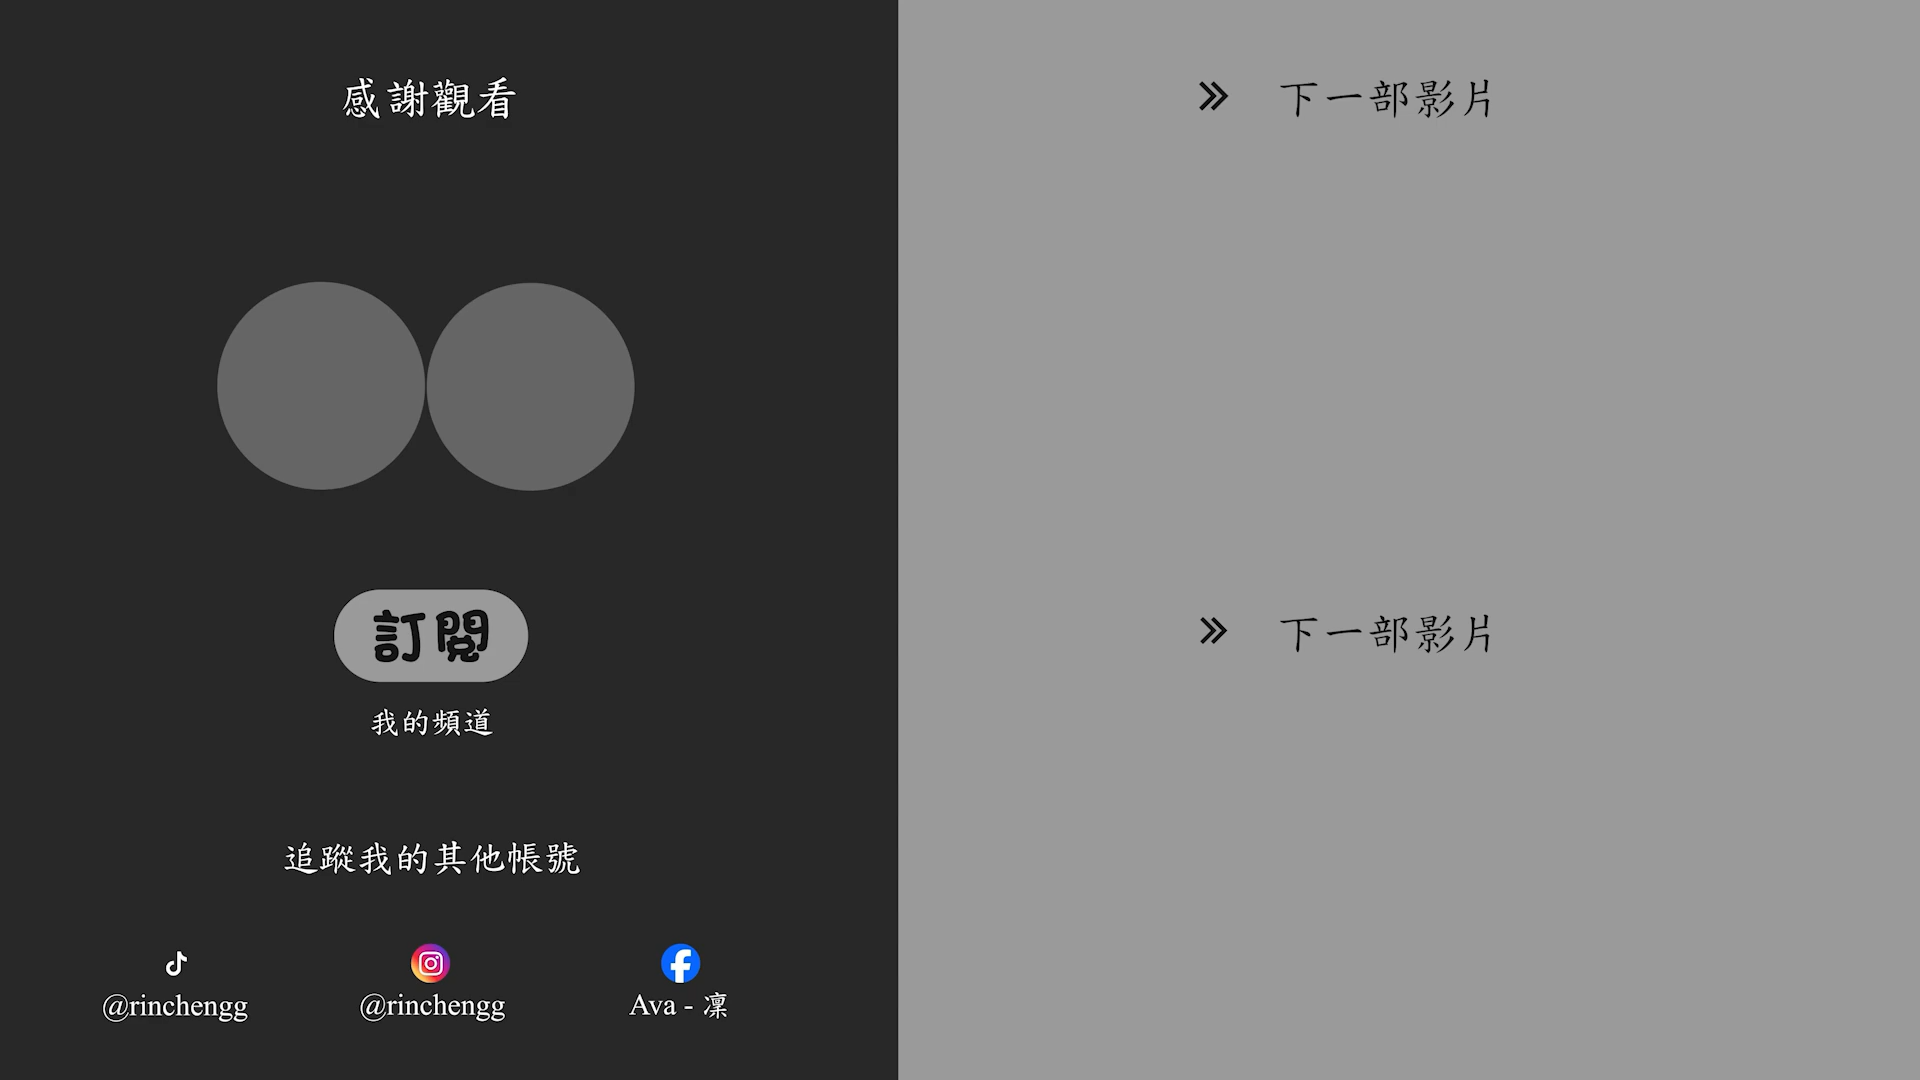 感謝觀看
訂閱
我的頻道
追蹤我的其他帳號
@rinchengg
@rinchengg
Ava - 凜
下一部影片
下一部影片